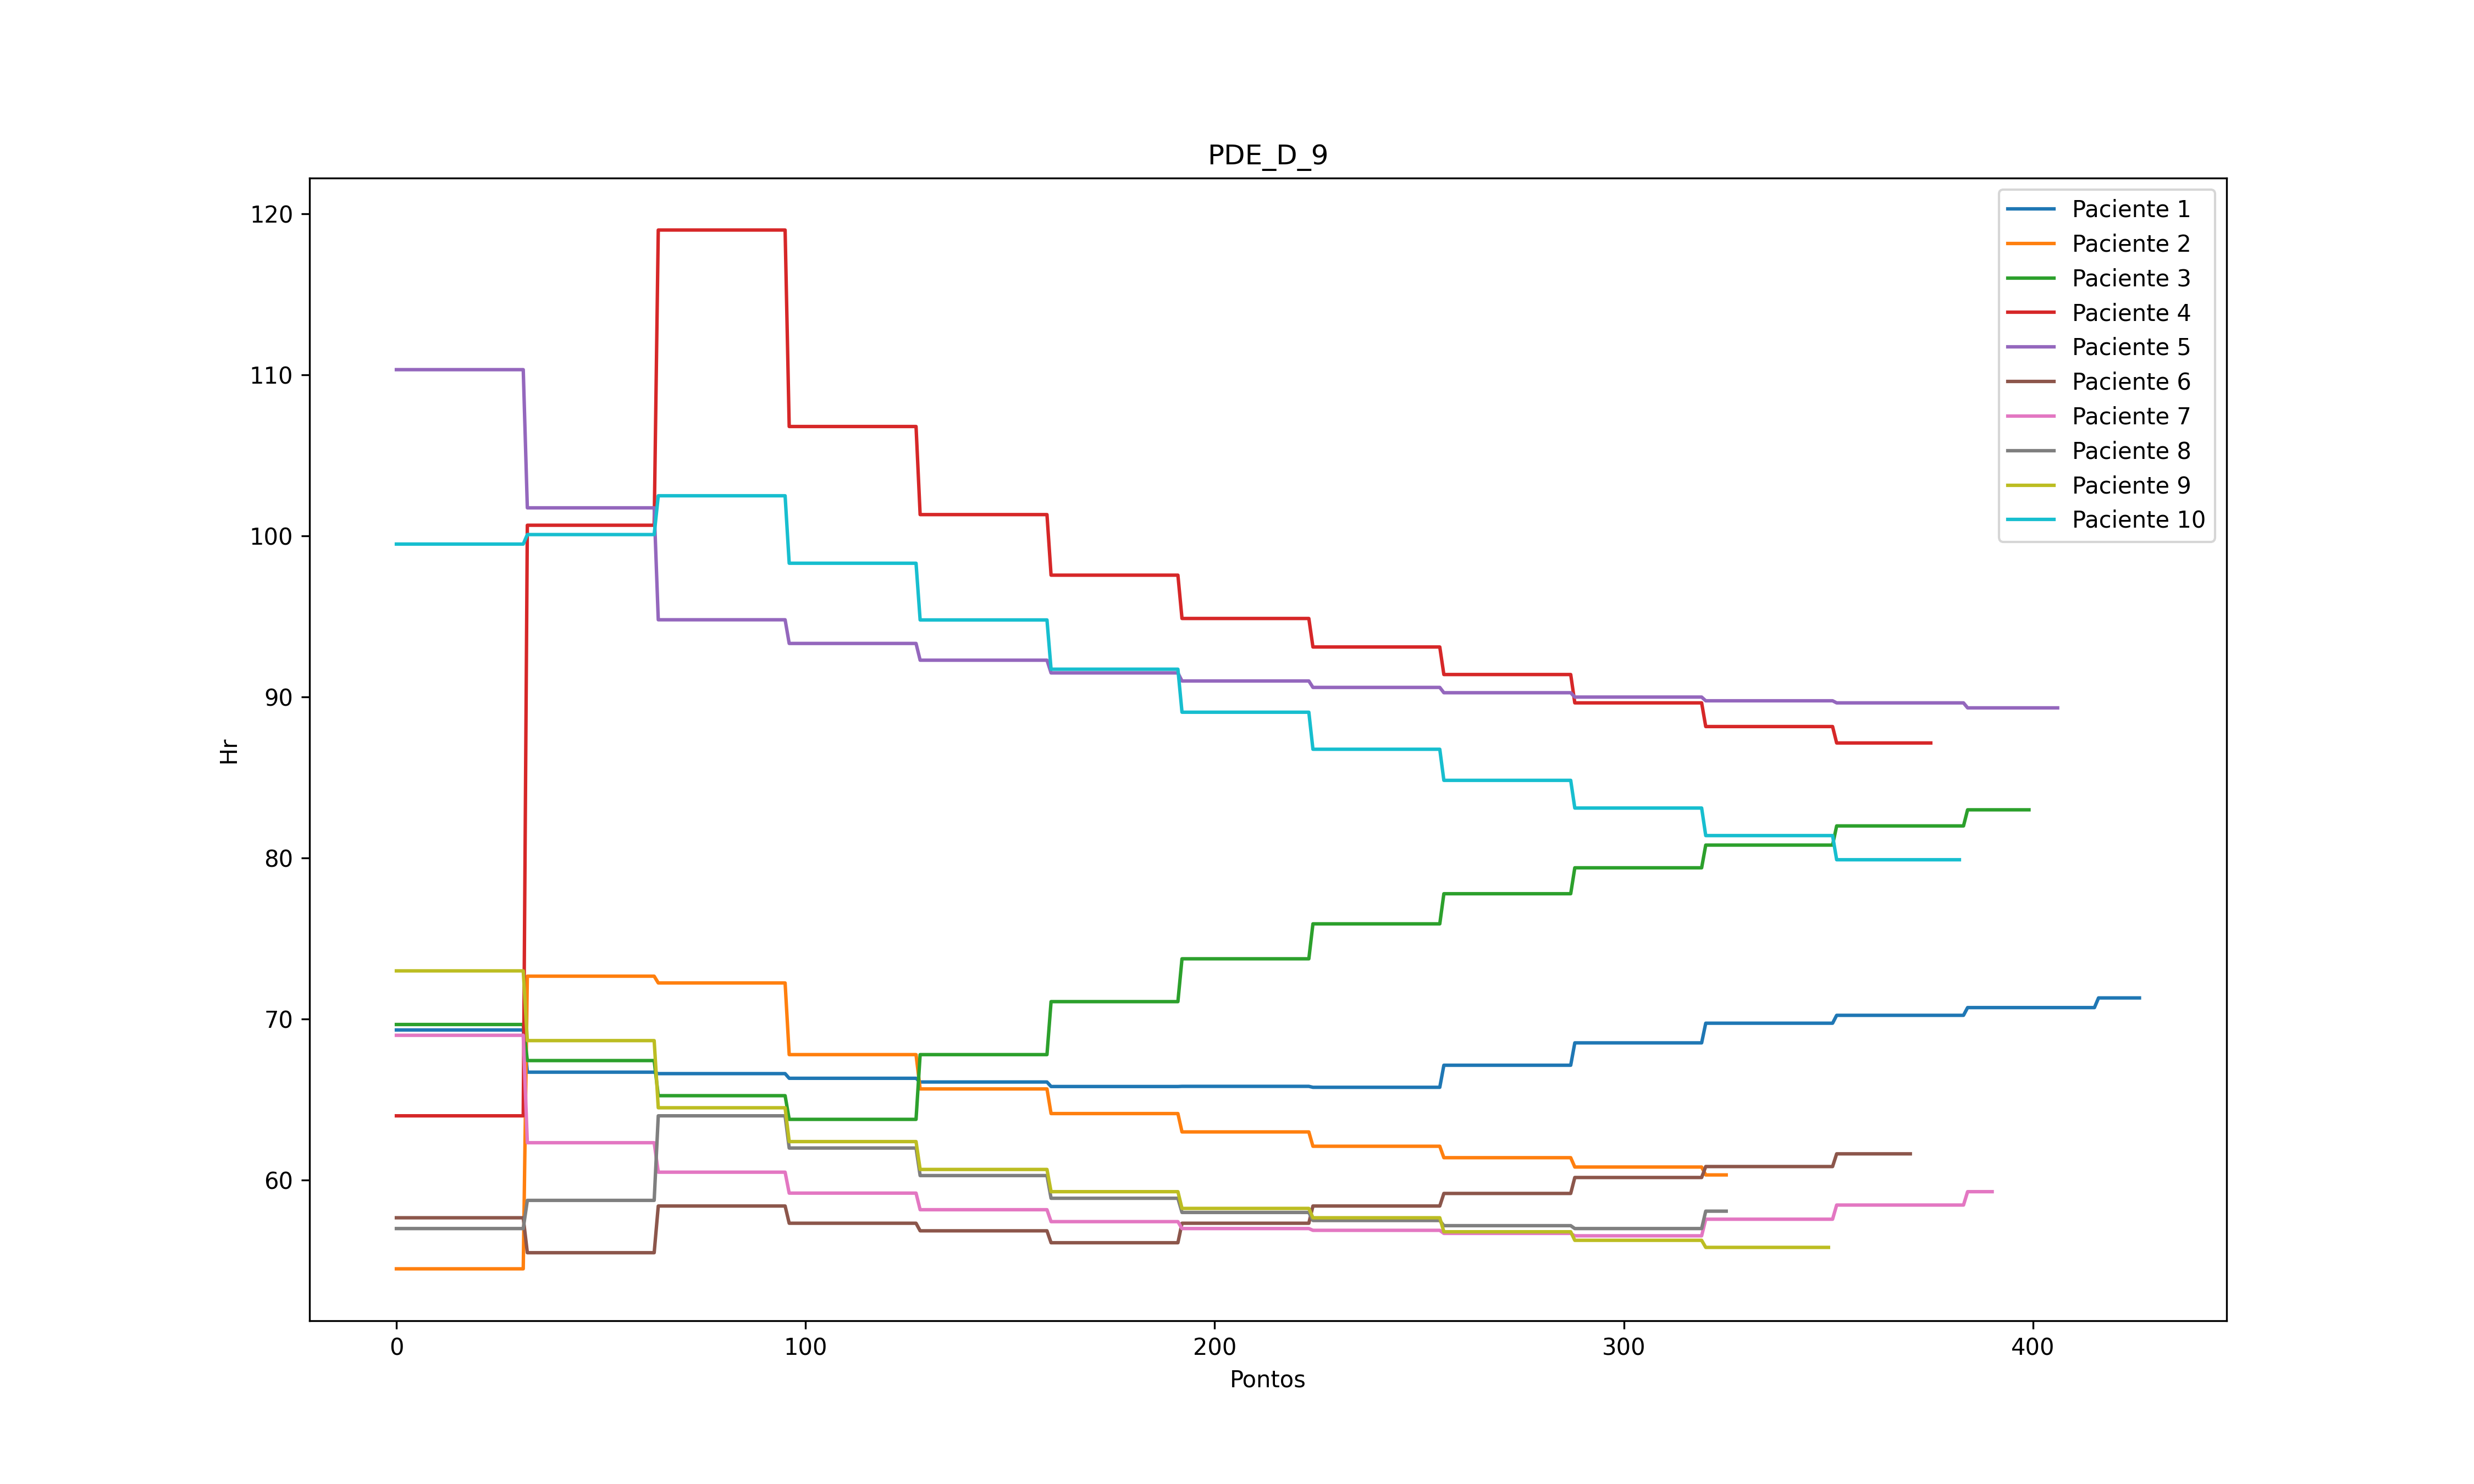 PDE_D_9
120
110
100
90
80
70
60
Hr
0 100 200 300 400
Pontos
Paciente 1
Paciente 2
Paciente 3
Paciente 4
Paciente 5
Paciente 6
Paciente 7
Paciente 8
Paciente 9
Paciente 10